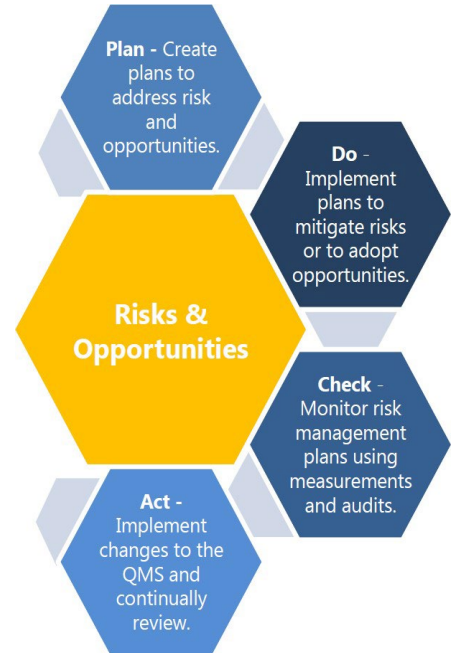 Plan - Create
plans to
address risk
and
opportunities.
Do -
Implement
plans to
mitigate risks
or to adopt
opportunities.
Risks &
Opportunities
Check -
Monitor risk
management
plans using
measurements
and audits.
Act -
Implement
changes to the
QMS and
continually
review.